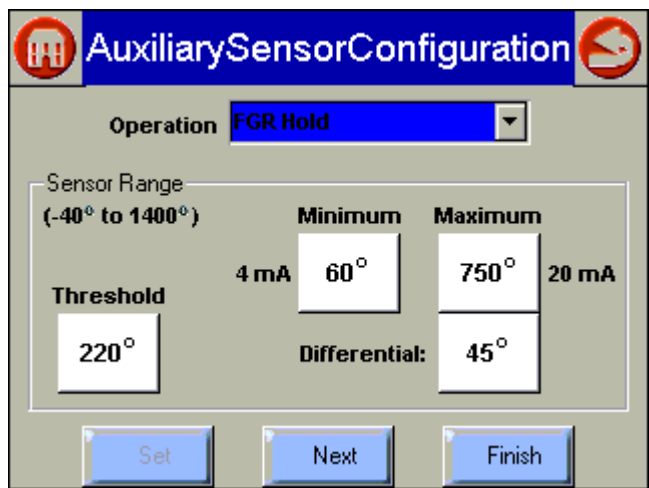 AuxiliarySensorConfiguration
Operation FGR Hold
Sensor Range
(-40° to 1400°)
Minimum Maximum
4 mA 60° 750° 20 mA
Threshold
220° Differential: 45°
Set Next Finish